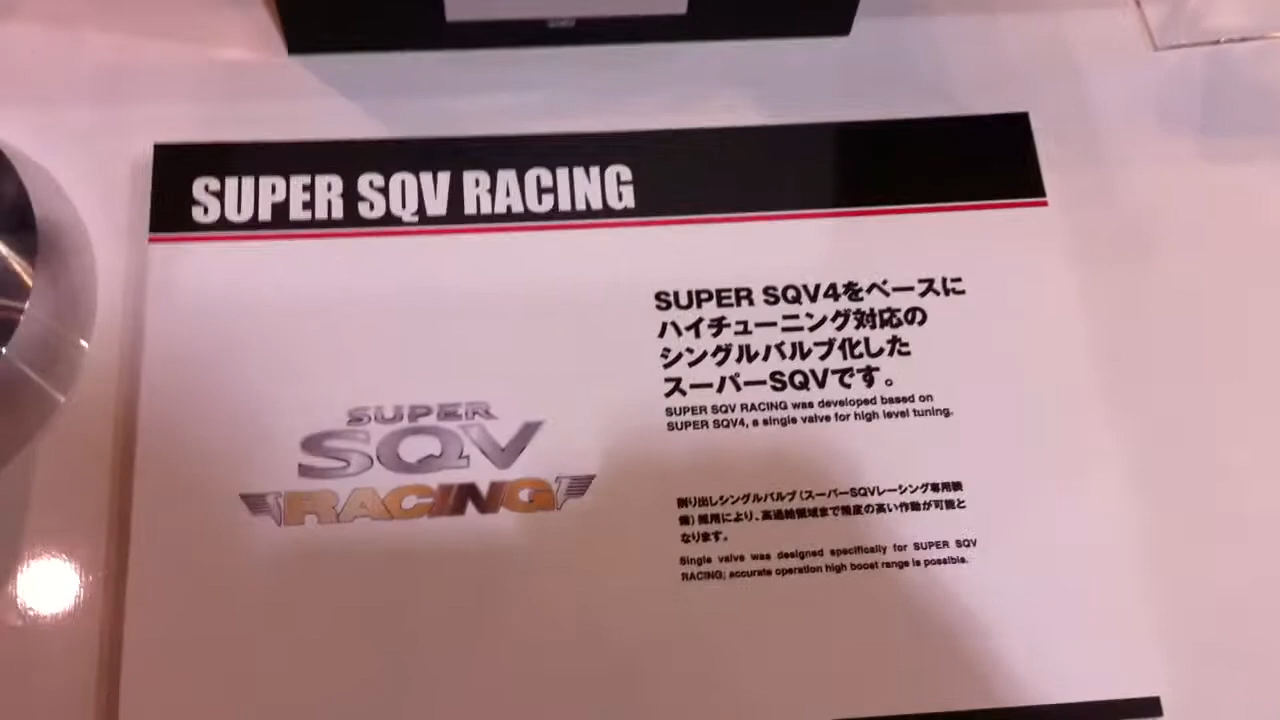 SUPER SQV RACING
SUPER SQV4をベースに
ハイチューニング対応の
シングルバルブ化した
スーパーSQVです。
SUPER SQV RACING was developed based on
SUPER SQV4, a single valve for high level tuning.
SUPER
SQV
RACING
削り出しシングルバルブ（スーパーSQVレーシング専用装
備）採用により、高過給領域まで精度の高い作動が可能と
なります。
Single valve was designed specifically for SUPER SQV
RACING; accurate operation high boost range is possible.